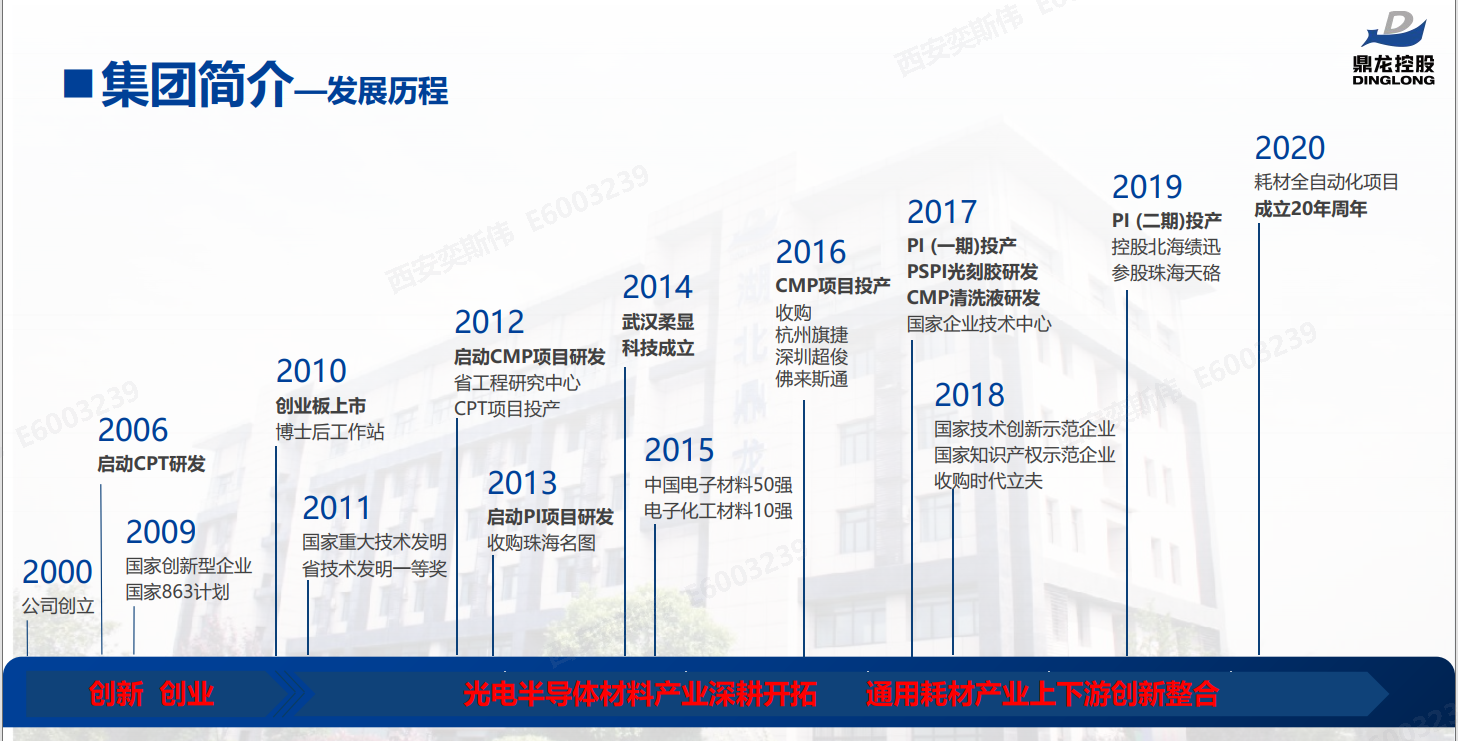 集团简介—发展历程
鼎龙控股
DINGLONG
2000
公司创立
2006
启动CPT研发
2009
国家创新型企业
国家863计划
2010
创业板上市
博士后工作站
2011
国家重大技术发明
省技术发明一等奖
2012
启动CMP项目研发
省工程研究中心
CPT项目投产
2013
启动PI项目研发
收购珠海名图
2014
武汉柔显
科技成立
2015
中国电子材料50强
电子化工材料10强
2016
CMP项目投产
收购
杭州旗捷
深圳超俊
佛来斯通
2017
PI (一期)投产
PSPI光刻胶研发
CMP清洗液研发
国家企业技术中心
2018
国家技术创新示范企业
国家知识产权示范企业
收购时代立夫
2019
PI (二期)投产
控股北海绩迅
参股珠海天硌
2020
耗材全自动化项目
成立20年周年
创新 创业
光电半导体材料产业深耕开拓
通用耗材产业上下游创新整合
西安奕斯伟 E6003239
西安奕斯伟
E6003239
E6003239
E6003239
湖北鼎龙